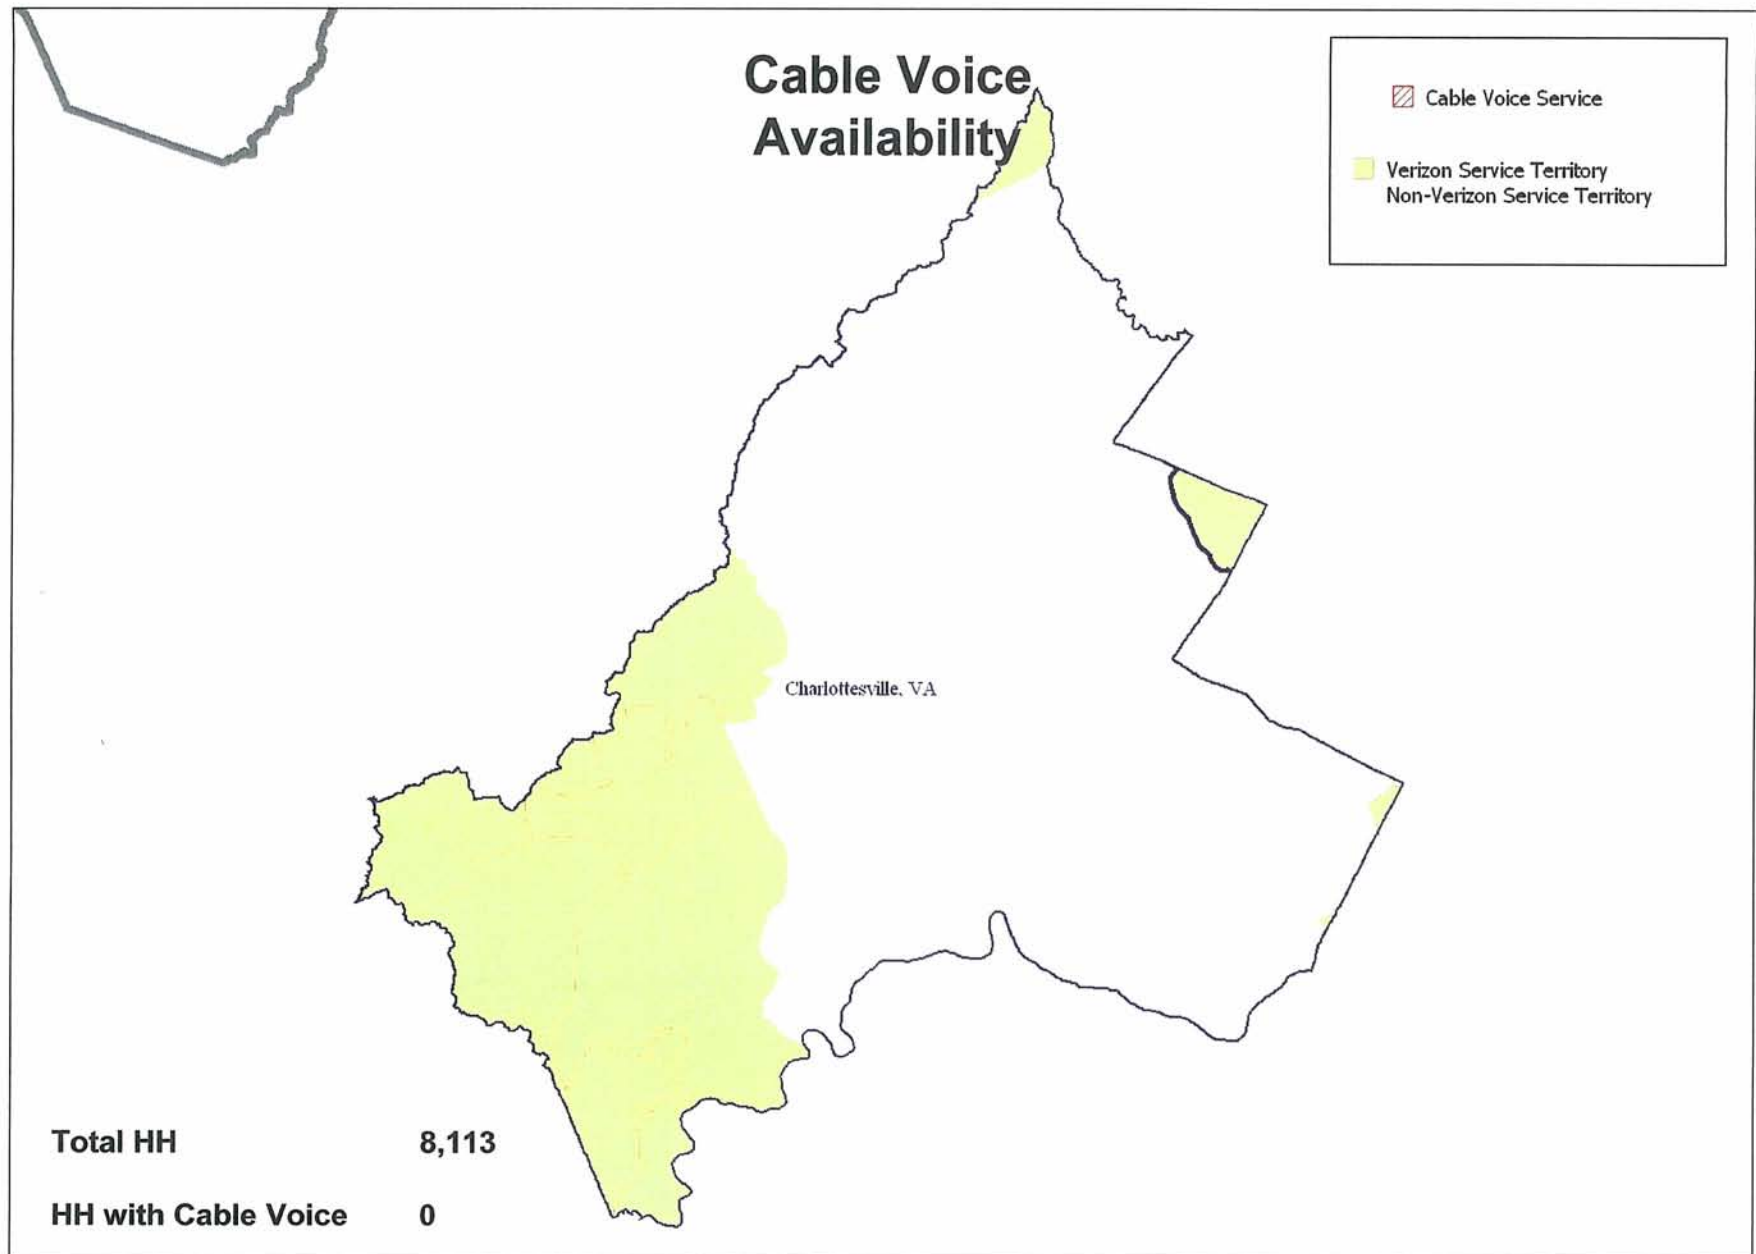 Cable Voice
Availability
Cable Voice Service
Verizon Service Territory
Non-Verizon Service Territory
Charlottesville, VA
Total HH 8,113
HH with Cable Voice 0